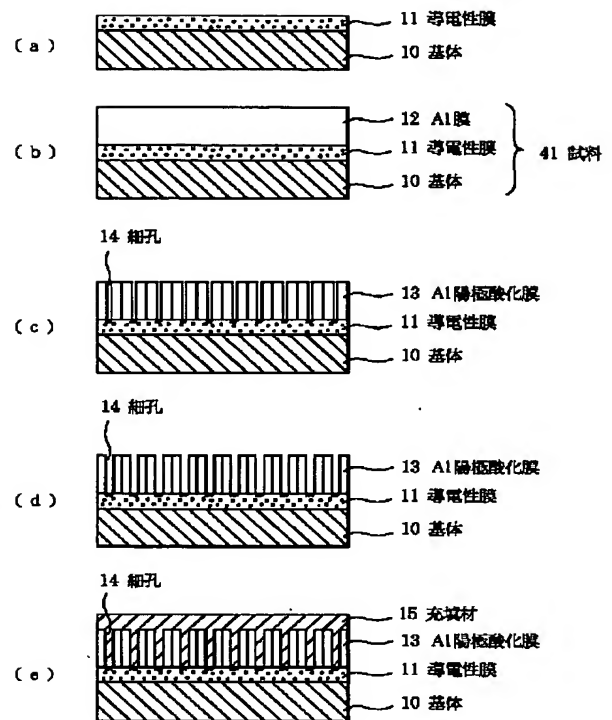 (a)
11 導電性膜
10 基体
(b)
12 Al膜
11 導電性膜
10 基体
41 試料
14 細孔
(c)
13 Al陽極酸化膜
11 導電性膜
10 基体
14 細孔
(d)
13 Al陽極酸化膜
11 導電性膜
10 基体
14 細孔
(e)
15 充填材
13 Al陽極酸化膜
11 導電性膜
10 基体